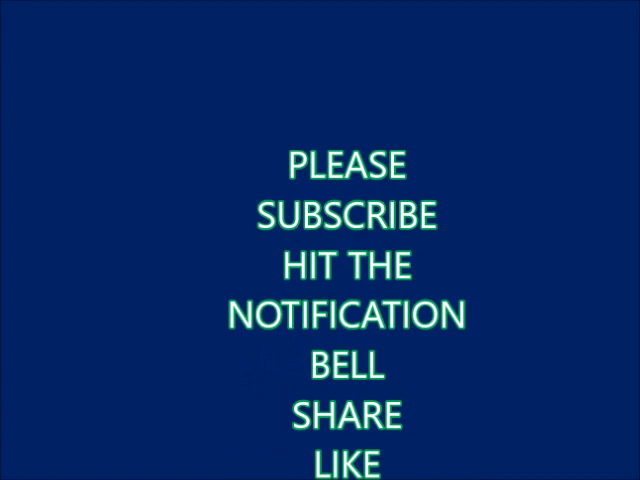 PLEASE
SUBSCRIBE
HIT THE
NOTIFICATION
BELL
SHARE
LIKE